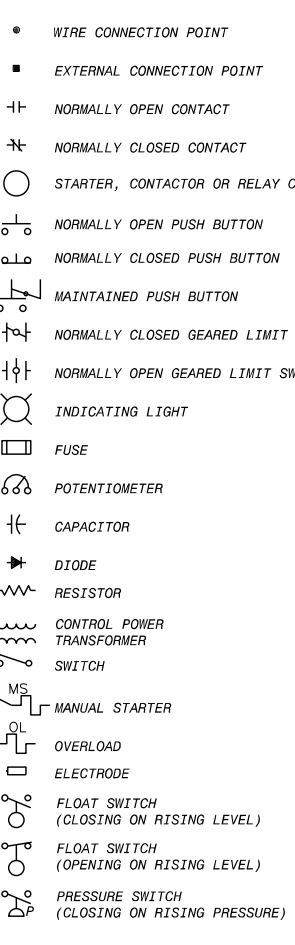 WIRE CONNECTION POINT
EXTERNAL CONNECTION POINT
NORMALLY OPEN CONTACT
NORMALLY CLOSED CONTACT
STARTER, CONTACTOR OR RELAY
NORMALLY OPEN PUSH BUTTON
NORMALLY CLOSED PUSH BUTTON
MAINTAINED PUSH BUTTON
NORMALLY CLOSED GEARED LIMIT
NORMALLY OPEN GEARED LIMIT
INDICATING LIGHT
FUSE
POTENTIOMETER
CAPACITOR
DIODE
RESISTOR
CONTROL POWER
TRANSFORMER
SWITCH
MS
MANUAL STARTER
OL
OVERLOAD
ELECTRODE
FLOAT SWITCH
(CLOSING ON RISING LEVEL)
FLOAT SWITCH
(OPENING ON RISING LEVEL)
PRESSURE SWITCH
P
(CLOSING ON RISING PRESSURE)